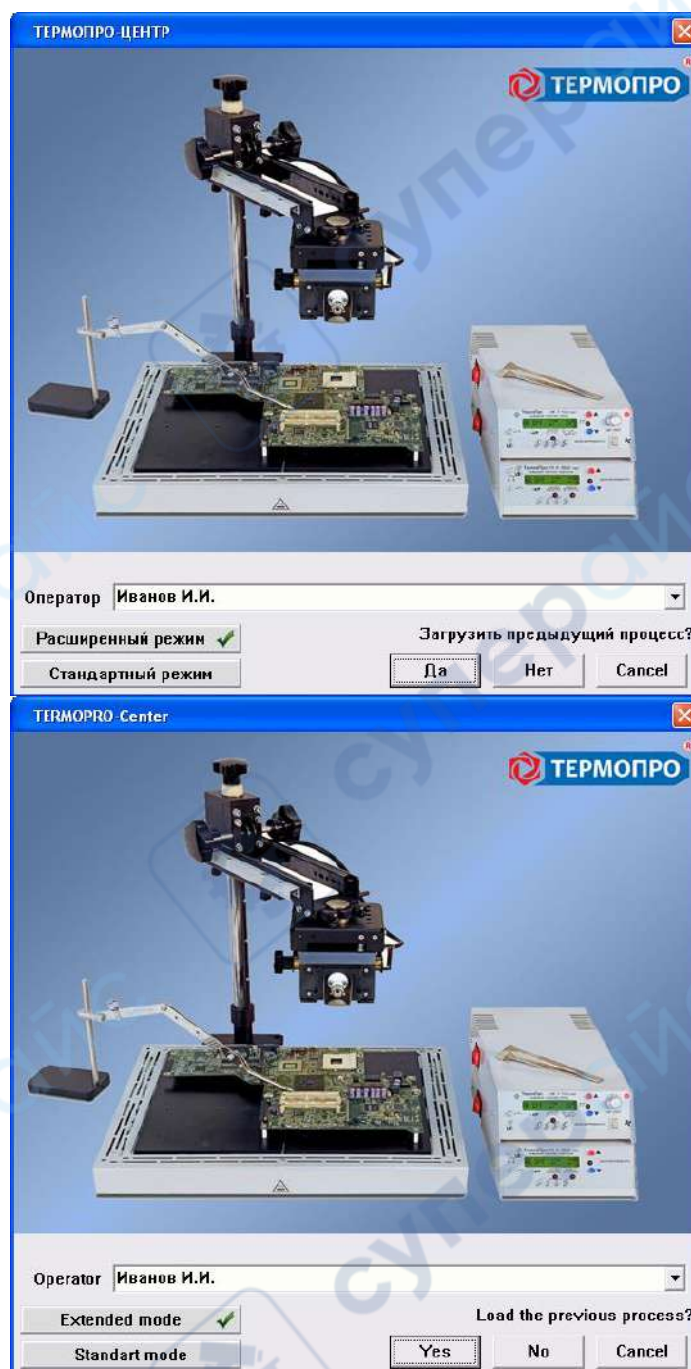 ТЕРМОПРО-ЦЕНТР
ТЕРМОПРО
Оператор Иванов И.И.
Расширенный режим
Загрузить предыдущий процесс?
Стандартный режим
Да Нет Cancel
TERMOPRO-Center
ТЕРМОПРО
Operator Иванов И.И.
Extended mode
Load the previous process?
Standart mode
Yes No Cancel
суперайс